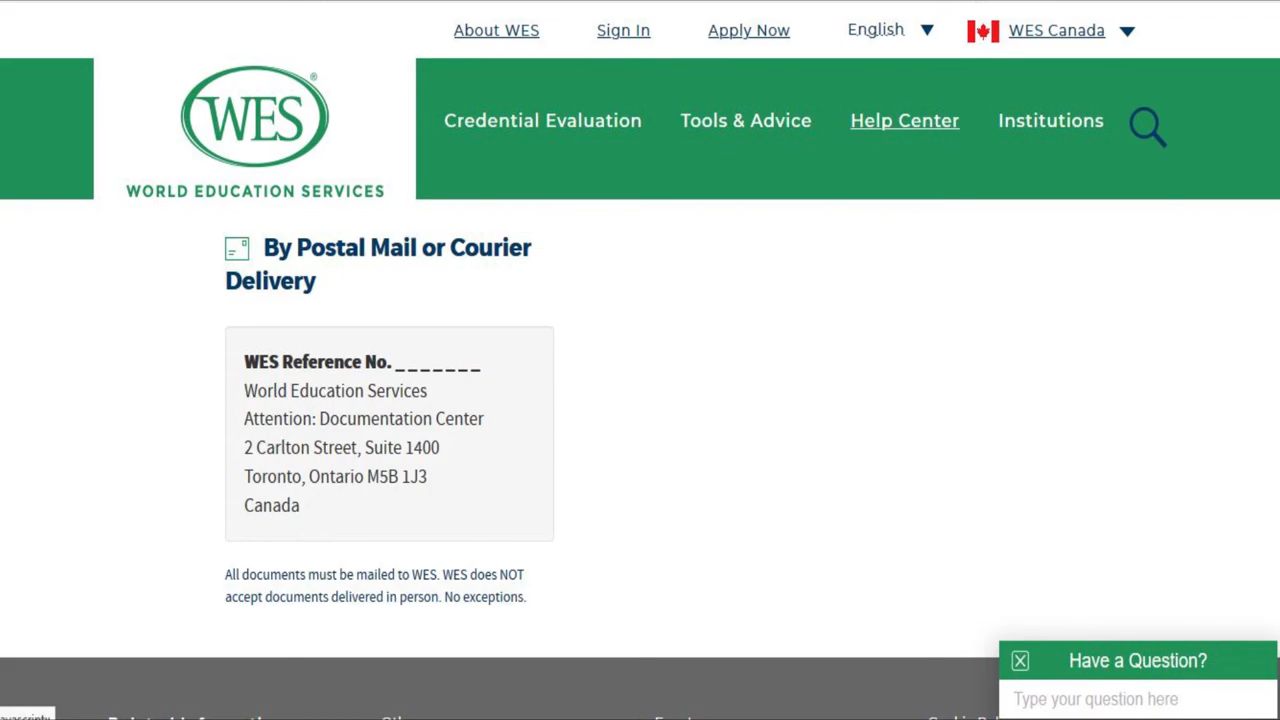 About WES Sign In Apply Now English WES Canada
WES ®
WORLD EDUCATION SERVICES
Credential Evaluation Tools & Advice Help Center Institutions
By Postal Mail or Courier
Delivery
WES Reference No. _ _ _ _ _ _ _
World Education Services
Attention: Documentation Center
2 Carlton Street, Suite 1400
Toronto, Ontario M5B 1J3
Canada
All documents must be mailed to WES. WES does NOT
accept documents delivered in person. No exceptions.
Have a Question?
Type your question here